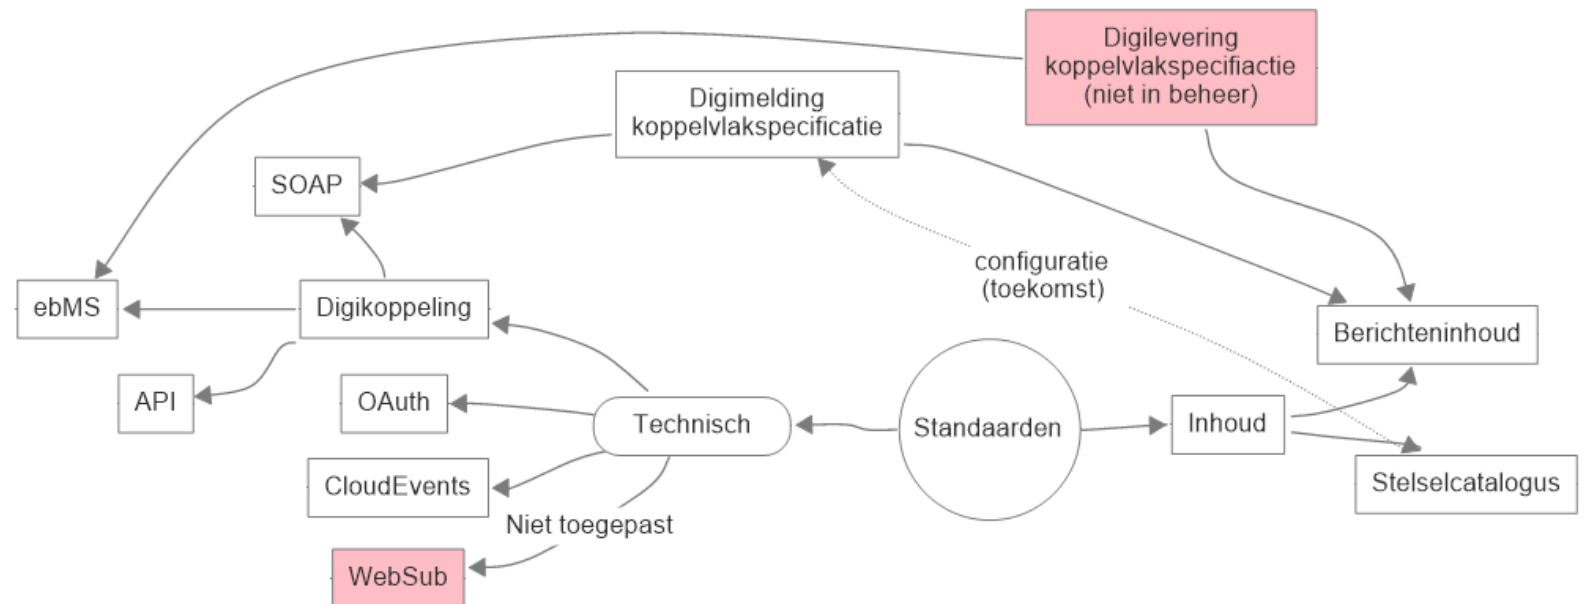 Digilevering
koppelvlakspecifiactie
(niet in beheer)
Digimelding
koppelvlakspecificatie
SOAP
configuratie
(toekomst)
ebMS
Digikoppeling
Berichteninhoud
API
OAuth
Technisch
Standaarden
Inhoud
CloudEvents
Stelselcatalogus
Niet toegepast
WebSub